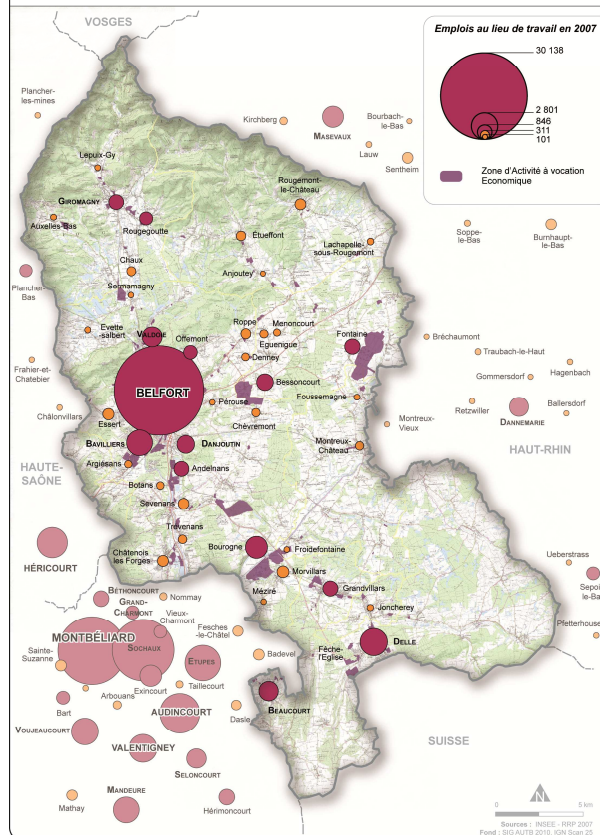 VOSGES
Emplois au lieu de travail en 2007
30 138
2 801
846
311
101
Zone d'Activité à vocation
Economique
Plancher-
les-mines
Kirchberg
MASEVAUX
Bourbach-
le-Bas
Lauw
Sentheim
Lepuix-Gy
Rougemont-
le-Château
GIROMAGNY
Auxelles-Bas
Rougegoutte
Étueffont
Lachapelle-
sous-Rougemont
Soppe-
le-Bas
Burnhaupt-
le-Bas
Chaux
Sermamagny
Anjoutey
Plancher-
Bas
Evette
-salbert
VALDOIE
Offemont
Roppe
Menoncourt
Eguenigue
Denney
Fontaine
Bréchaumont
Traubach-le-Haut
Hagenbach
Gommersdorf
Frahier-et-
Chatebier
BELFORT
Bessoncourt
Pérouse
Foussemagne
Châlonvillars
Essert
Chèvremont
Retzwiller
Ballersdorf
DANNEMARIE
Montreux-
Vieux
BAVILLIERS
DANJOUTIN
Montreux-
Château
HAUT-RHIN
HAUTE-
SAÔNE
Argiésans
Andelnans
Botans
Sevenans
Trévenans
Bourogne
Froidefontaine
Châtenois
les Forges
Morvillars
HÉRICOURT
Ueberstrass
Sepois-
le-Bas
Méziré
Grandvillars
BÉTHONCOURT
Nommay
GRAND-
CHARMONT
Vieux-
Charmont
Joncherey
Pfetterhouse
Fesches
-le-Châtel
MONTBÉLIARD
SOCHAUX
DELLE
Sainte-
Suzanne
ETUPES
Badevel
Fêche-
l'Eglise
Exincourt
Taillecourt
Arbouans
Bart
AUDINCOURT
Dasle
BEAUCOURT
VOUJEAUCOURT
VALENTIGNEY
SUISSE
SELONCOURT
MANDEURE
Mathay
Hérimoncourt
N
0
5 km
Sources : INSEE - RRP 2007
Fond : SIG AUTB 2010, IGN Scan 25